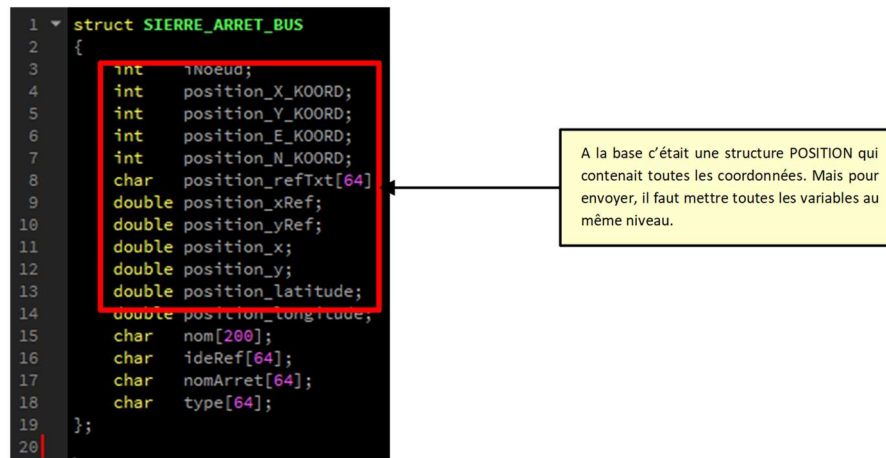 1 struct SIERRE_ARRET_BUS
2 {
3 int iNoeud;
4 int position_X_KOORD;
5 int position_Y_KOORD;
6 int position_E_KOORD;
7 int position_N_KOORD;
8 char position_refTxt[64]
9 double position_xRef;
10 double position_yRef;
11 double position_x;
12 double position_y;
13 double position_latitude;
14 double position_longitude;
15 char nom[200];
16 char ideRef[64];
17 char nomArret[64];
18 char type[64];
19 };
20
A la base c’était une structure POSITION qui
contenait toutes les coordonnées. Mais pour
envoyer, il faut mettre toutes les variables au
même niveau.